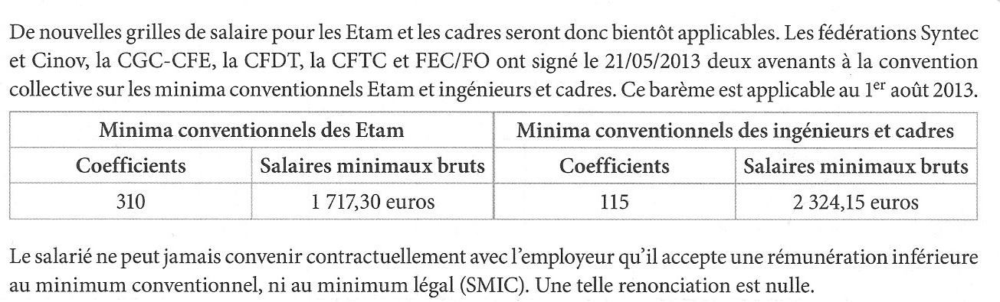 De nouvelles grilles de salaire pour les Etam et les cadres seront donc bientôt applicables. Les fédérations Syntec
et Cinov, la CGC-CFE, la CFDT, la CFTC et FEC/FO ont signé le 21/05/2013 deux avenants à la convention
collective sur les minima conventionnels Etam et ingénieurs et cadres. Ce barème est applicable au 1er août 2013.
Minima conventionnels des Etam Minima conventionnels des ingénieurs et cadres
Coefficients Salaires minimaux bruts Coefficients Salaires minimaux bruts
310 1 717,30 euros 115 2 324,15 euros
Le salarié ne peut jamais convenir contractuellement avec l'employeur qu'il accepte une rémunération inférieure
au minimum conventionnel, ni au minimum légal (SMIC). Une telle renonciation est nulle.